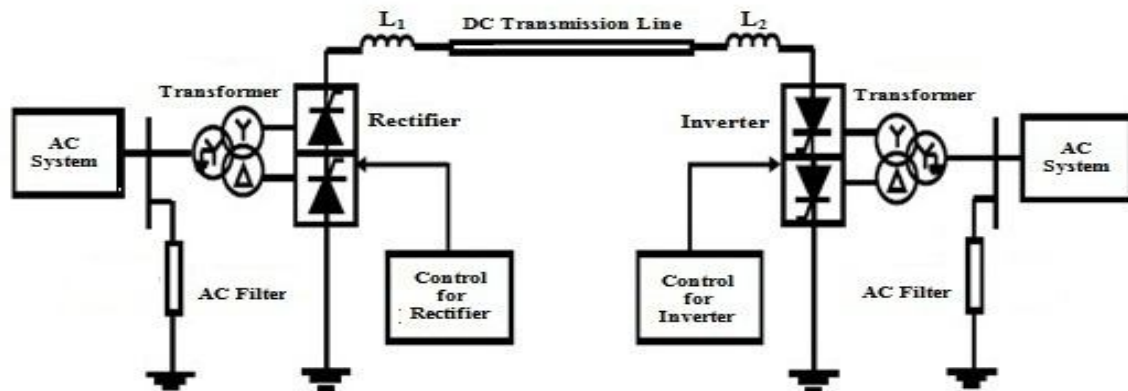 L₁
DC Transmission Line
L₂
Transformer
Rectifier
Inverter
Transformer
AC
System
Y
Y
Δ
Y
Y
Δ
AC
System
AC Filter
Control
for
: Rectifier
Control
for
Inverter
AC Filter